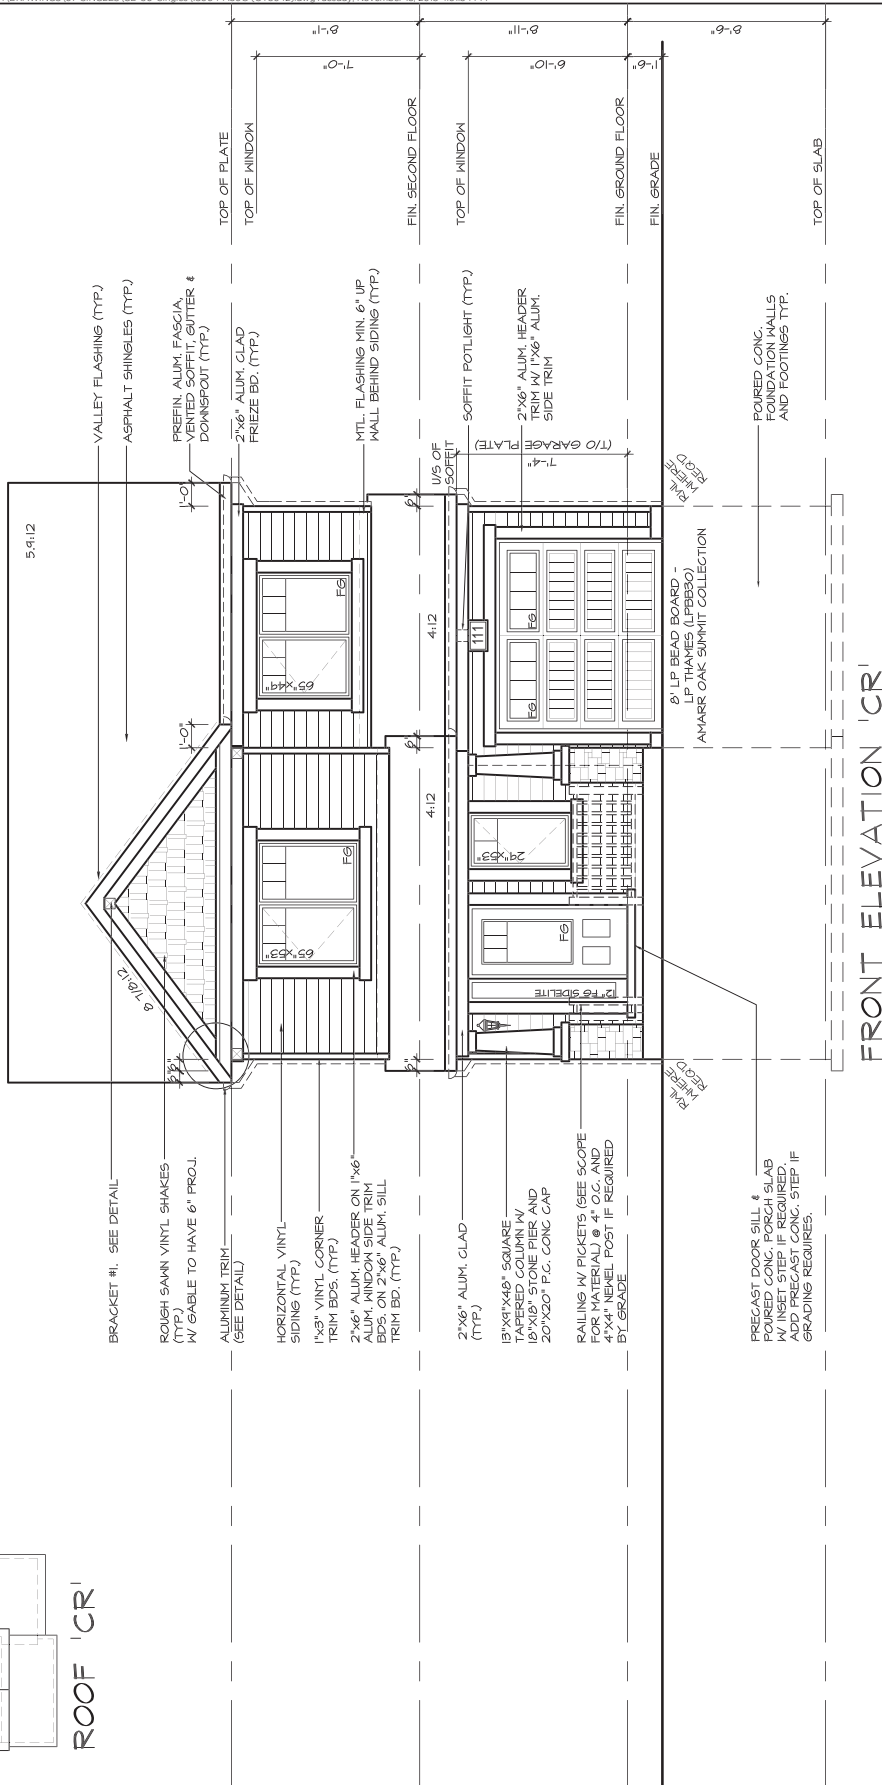 5.9:12
VALLEY FLASHING (TYP.)
ASPHALT SHINGLES (TYP.)
PREFIN. ALUM. FASCIA,
VENTED SOFFIT, GUTTER &
DOWNSPOUT (TYP.)
2"x6" ALUM. CLAD
FRIEZE BD. (TYP.)
MTL. FLASHING MIN. 6" UP
WALL BEHIND SIDING (TYP.)
U/S OF
SOFFIT
SOFFIT POTLIGHT (TYP.)
2"x6" ALUM. HEADER
TRIM W/ 1"x6" ALUM.
SIDE TRIM
7'-4"
(T/O GARAGE PLATE)
RWL
WHERE
REQ'D
POURED CONC.
FOUNDATION WALLS
AND FOOTINGS TYP.
TOP OF PLATE
TOP OF WINDOW
FIN. SECOND FLOOR
TOP OF WINDOW
FIN. GROUND FLOOR
FIN. GRADE
TOP OF SLAB
8'-1"
7'-0"
8'-11"
6'-10"
1'-6"
8'-6"
1'-0"
1'-0"
8 7/8:12
6"
6"
6"
6"
6"
4:12
4:12
65"x49"
FG
65"x53"
FG
29"x53"
FG
12" FG SIDELITE
111
FG
FG
8' LP BEAD BOARD -
LP THAMES (LPBB30)
AMARR OAK SUMMIT COLLECTION
RWL
WHERE
REQ'D
BRACKET #1. SEE DETAIL
ROUGH SAWN VINYL SHAKES
(TYP.)
W/ GABLE TO HAVE 6" PROJ.
ALUMINUM TRIM
(SEE DETAIL)
HORIZONTAL VINYL
SIDING (TYP.)
1"x3" VINYL CORNER
TRIM BDS. (TYP.)
2"x6" ALUM. HEADER ON 1"x6"
ALUM. WINDOW SIDE TRIM
BDS. ON 2"x6" ALUM. SILL
TRIM BD. (TYP.)
2"x6" ALUM. CLAD
(TYP.)
13"X9"X48" SQUARE
TAPERED COLUMN W/
18"X18" STONE PIER AND
20"X20" P.C. CONC CAP
RAILING W/ PICKETS (SEE SCOPE
FOR MATERIAL) @ 4" O.C. AND
4"X4" NEWEL POST IF REQUIRED
BY GRADE
PRECAST DOOR SILL &
POURED CONC. PORCH SLAB
W/ INSET STEP IF REQUIRED.
ADD PRECAST CONC. STEP IF
GRADING REQUIRES.
FRONT ELEVATION 'CR'
ROOF 'CR'